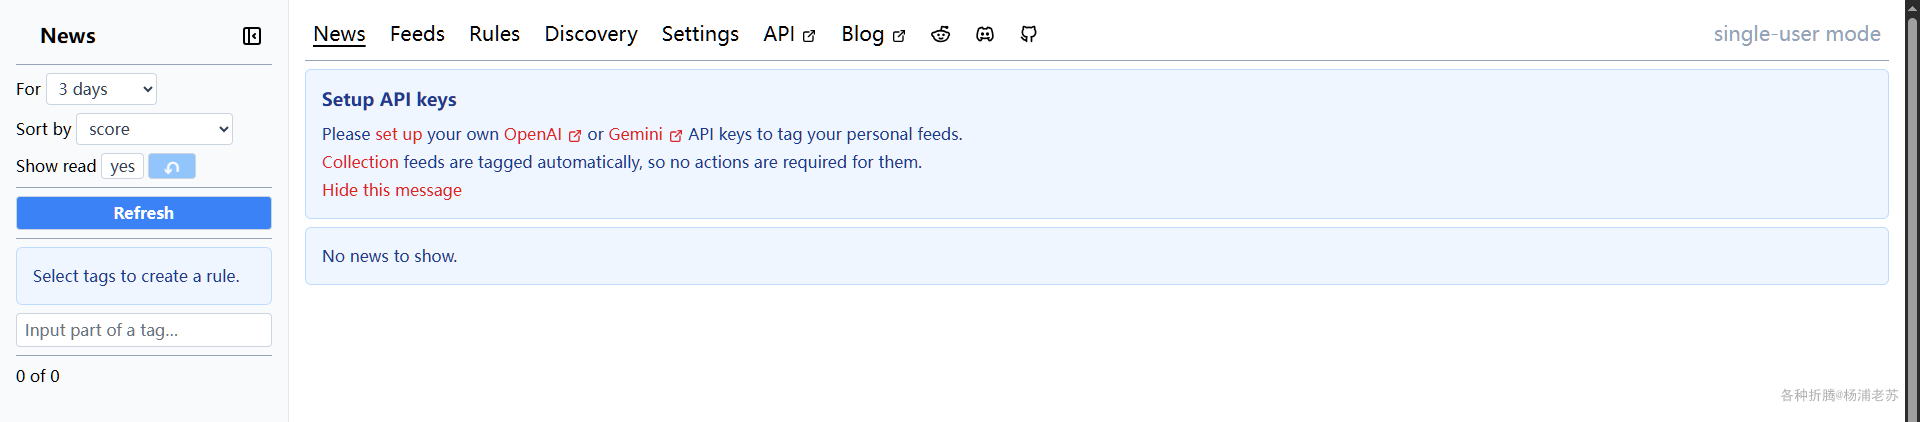 News
For 3 days
Sort by score
Show read yes
Refresh
Select tags to create a rule.
Input part of a tag...
0 of 0
News Feeds Rules Discovery Settings API Blog single-user mode
Setup API keys
Please set up your own OpenAI or Gemini API keys to tag your personal feeds.
Collection feeds are tagged automatically, so no actions are required for them.
Hide this message
No news to show.
各种折腾@杨浦老苏